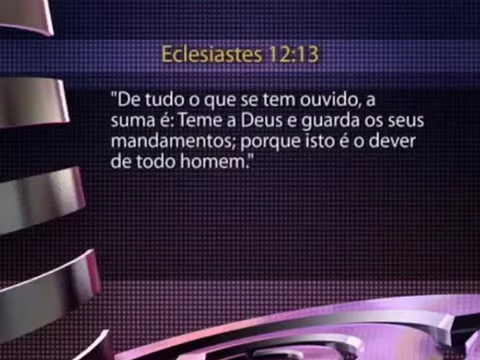 Eclesiastes 12:13
"De tudo o que se tem ouvido, a
suma é: Teme a Deus e guarda os seus
mandamentos; porque isto é o dever
de todo homem."